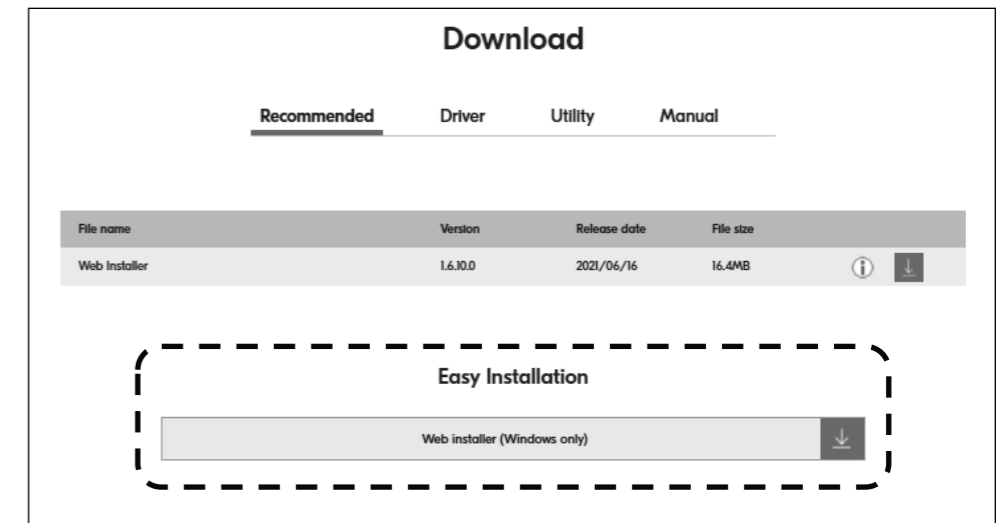 Download
Recommended Driver Utility Manual
File name Version Release date File size
Web Installer 1.6.10.0 2021/06/16 16.4MB
Easy Installation
Web installer (Windows only)